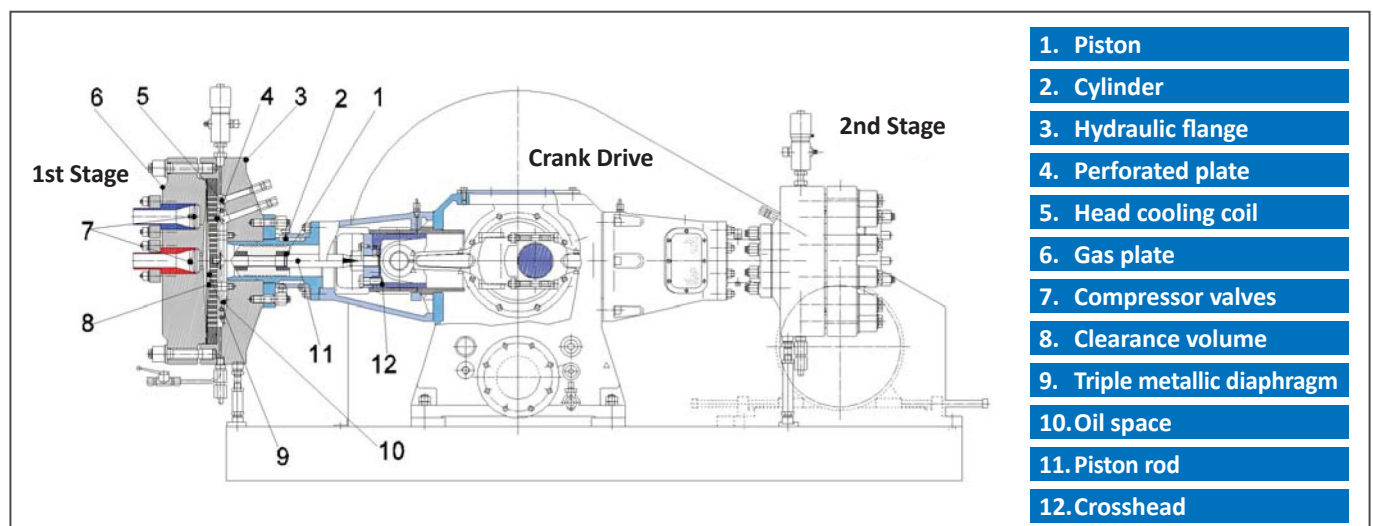 6 5 4 3 2 1
1st Stage
Crank Drive
2nd Stage
7
8
11
12
9
10
1. Piston
2. Cylinder
3. Hydraulic flange
4. Perforated plate
5. Head cooling coil
6. Gas plate
7. Compressor valves
8. Clearance volume
9. Triple metallic diaphragm
10. Oil space
11. Piston rod
12. Crosshead